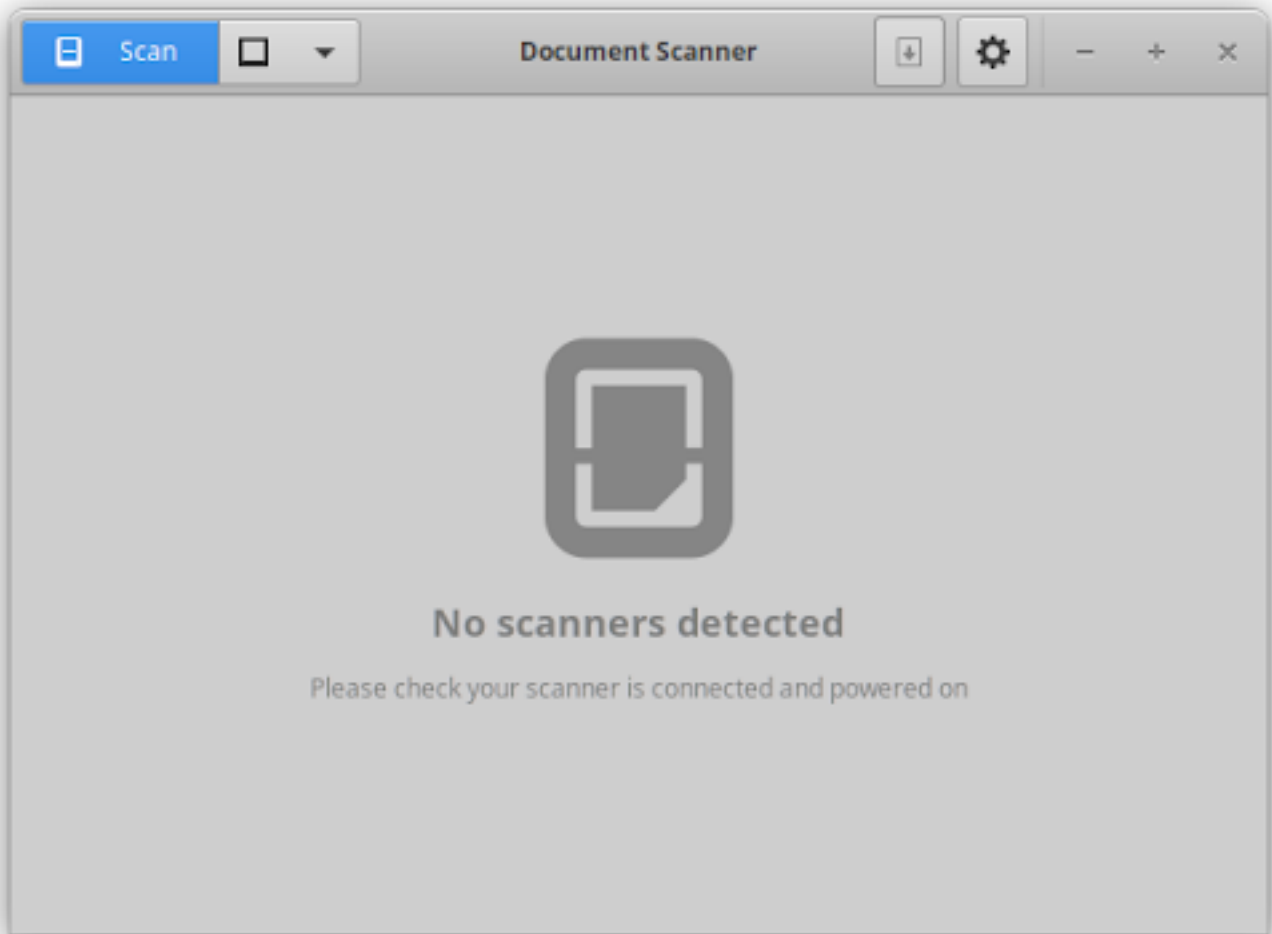 Scan
Document Scanner
No scanners detected
Please check your scanner is connected and powered on